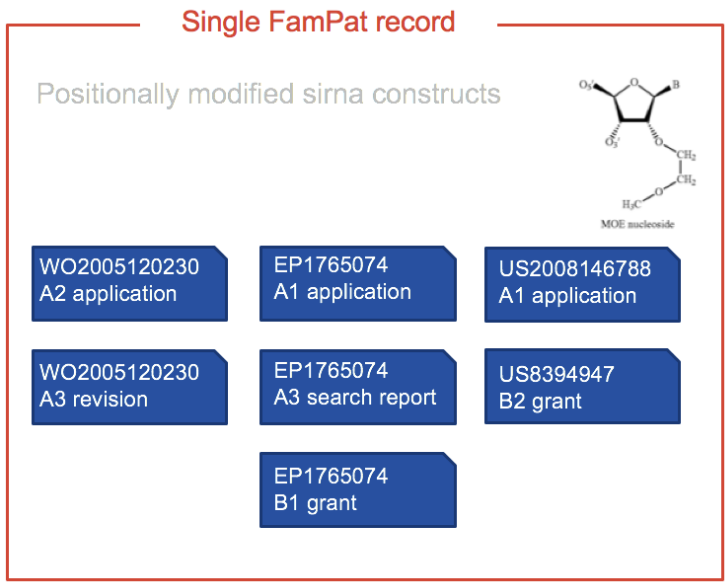 Single FamPat record
Positionally modified sirna constructs
O5'
O
B
O3'
O
CH2
CH2
O
H3C
MOE nucleoside
WO2005120230
A2 application
EP1765074
A1 application
US2008146788
A1 application
WO2005120230
A3 revision
EP1765074
A3 search report
US8394947
B2 grant
EP1765074
B1 grant